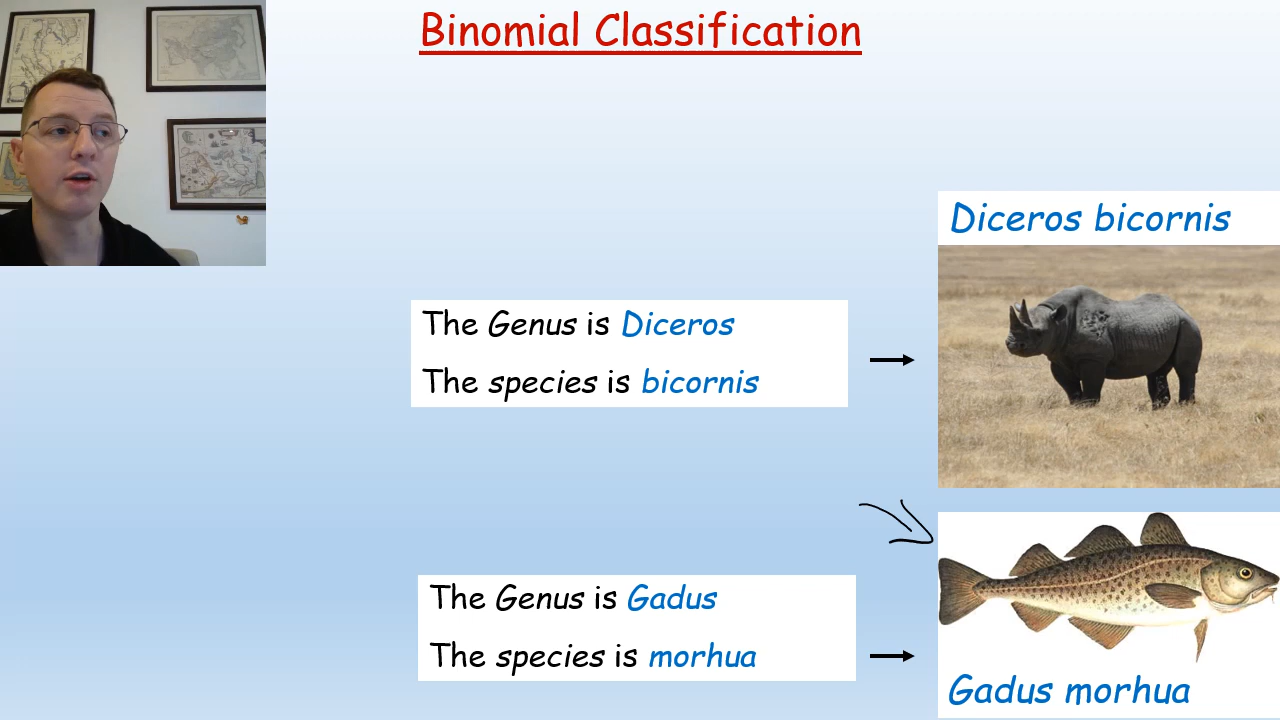 Binomial Classification
Diceros bicornis
The Genus is Diceros
The species is bicornis
The Genus is Gadus
The species is morhua
Gadus morhua